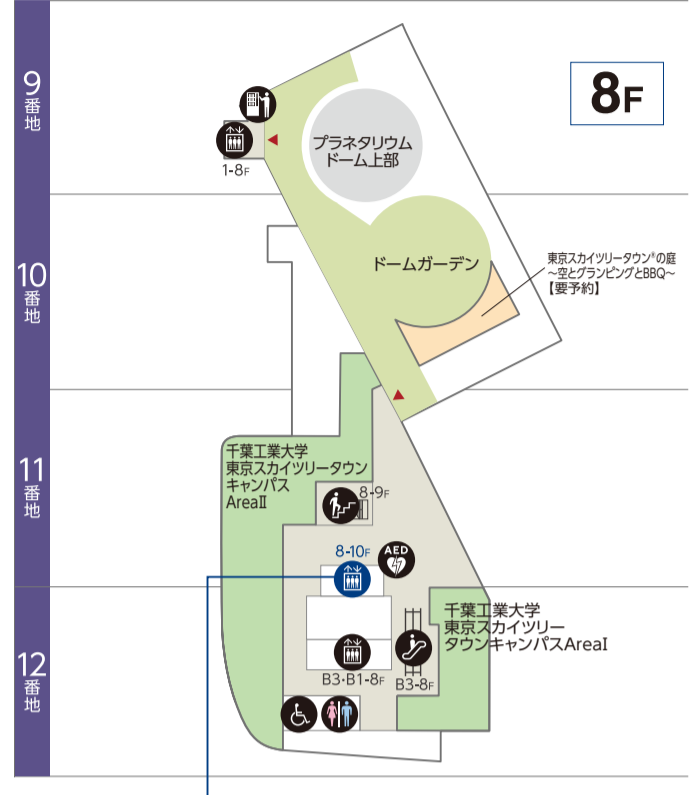 8F
9
番地
1-8F
プラネタリウム
ドーム上部
10
番地
ドームガーデン
東京スカイツリータウン®の庭
～空とグランピングとBBQ～
【要予約】
11
番地
千葉工業大学
東京スカイツリータウン
キャンパス
AreaⅡ
8-9F
8-10F
AED
12
番地
千葉工業大学
東京スカイツリー
タウンキャンパスAreaⅠ
B3・B1-8F
B3-8F